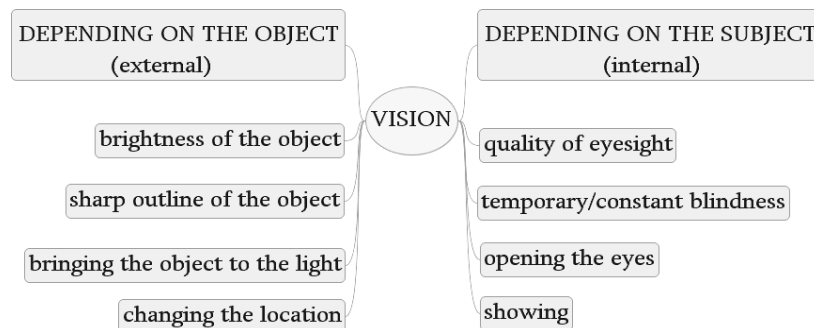 DEPENDING ON THE OBJECT
(external)
brightness of the object
sharp outline of the object
bringing the object to the light
changing the location
VISION
DEPENDING ON THE SUBJECT
(internal)
quality of eyesight
temporary/constant blindness
opening the eyes
showing